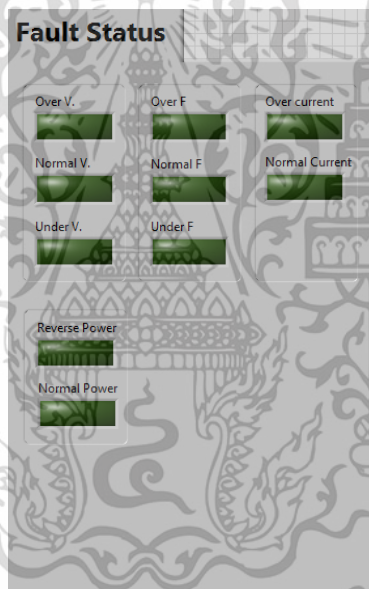 Fault Status
Over V.
Over F
Over current
Normal V.
Normal F
Normal Current
Under V.
Under F
Reverse Power
Normal Power